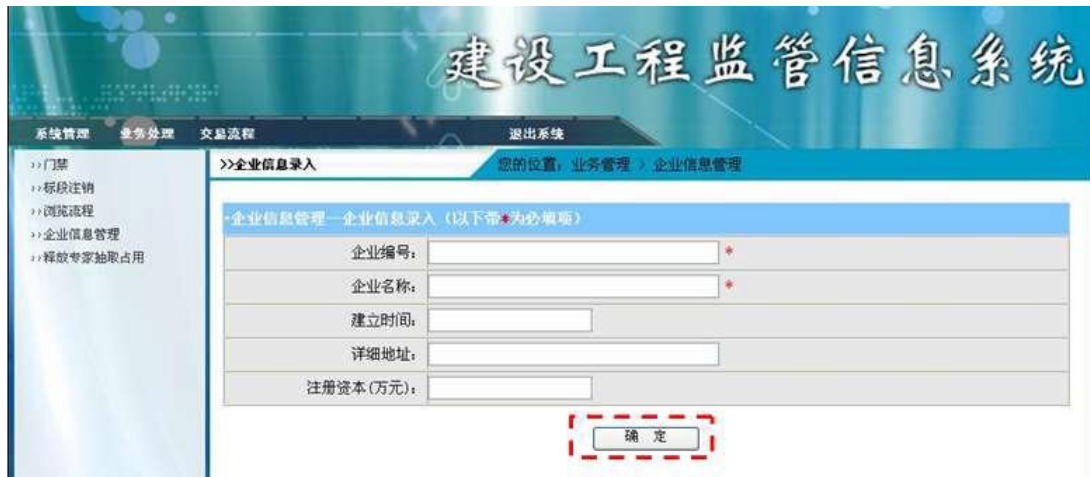 建设工程监管信息系统
系统管理 业务处理 交易流程 退出系统
>>门禁
>>标段注销
>>浏览流程
>>企业信息管理
>>释放专家抽取占用
>>企业信息录入
您的位置：业务管理 > 企业信息管理
·企业信息管理—企业信息录入（以下带*为必填项）
企业编号： *
企业名称： *
建立时间：
详细地址：
注册资本(万元)：
确 定